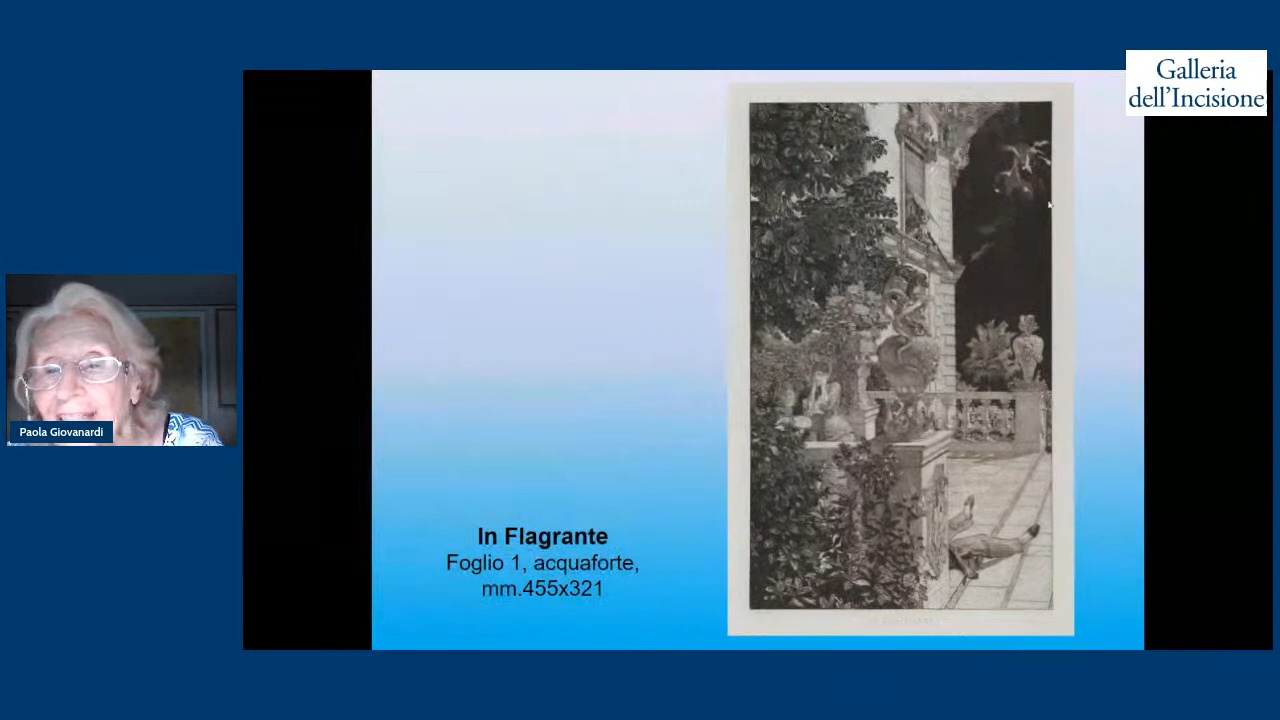 Galleria
dell'Incisione
In Flagrante
Foglio 1, acquaforte,
mm.455x321
Paola Giovanardi